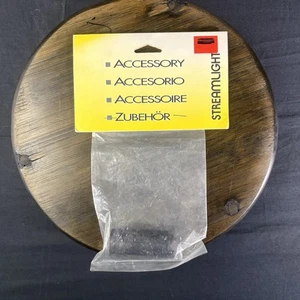 ACCESSORY
ACCESORIO
ACCESSOIRE
ZUBEHÖR
STREAMLIGHT